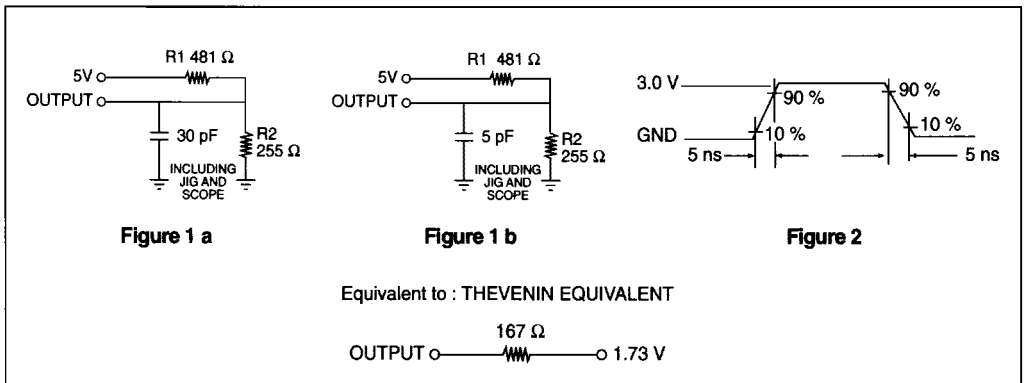 R1 481 Ω
5V
OUTPUT
30 pF
R2
255 Ω
INCLUDING
JIG AND
SCOPE
Figure 1 a
R1 481 Ω
5V
OUTPUT
5 pF
R2
255 Ω
INCLUDING
JIG AND
SCOPE
Figure 1 b
3.0 V
90 %
90 %
GND
10 %
10 %
5 ns
5 ns
Figure 2
Equivalent to : THEVENIN EQUIVALENT
167 Ω
OUTPUT
1.73 V